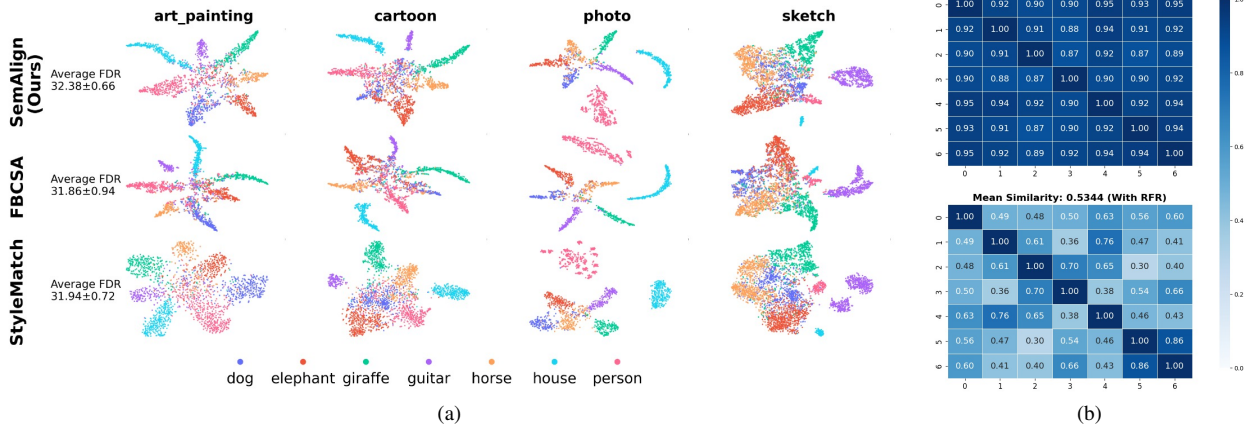 art_painting cartoon photo sketch
SemAlign
(Ours)
Average FDR
32.38±0.66
FBCSA
Average FDR
31.86±0.94
StyleMatch
Average FDR
31.94±0.72
dog elephant giraffe guitar horse house person
(a)
0 1.00 0.92 0.90 0.90 0.95 0.93 0.95
1 0.92 1.00 0.91 0.88 0.94 0.91 0.92
2 0.90 0.91 1.00 0.87 0.92 0.87 0.89
3 0.90 0.88 0.87 1.00 0.90 0.90 0.92
4 0.95 0.94 0.92 0.90 1.00 0.92 0.94
5 0.93 0.91 0.87 0.90 0.92 1.00 0.94
6 0.95 0.92 0.89 0.92 0.94 0.94 1.00
0 1 2 3 4 5 6
Mean Similarity: 0.5344 (With RFR)
0 1.00 0.49 0.48 0.50 0.63 0.56 0.60
1 0.49 1.00 0.61 0.36 0.76 0.47 0.41
2 0.48 0.61 1.00 0.70 0.65 0.30 0.40
3 0.50 0.36 0.70 1.00 0.38 0.54 0.66
4 0.63 0.76 0.65 0.38 1.00 0.46 0.43
5 0.56 0.47 0.30 0.54 0.46 1.00 0.86
6 0.60 0.41 0.40 0.66 0.43 0.86 1.00
0 1 2 3 4 5 6
0.8
0.6
0.4
0.2
0.0
(b)